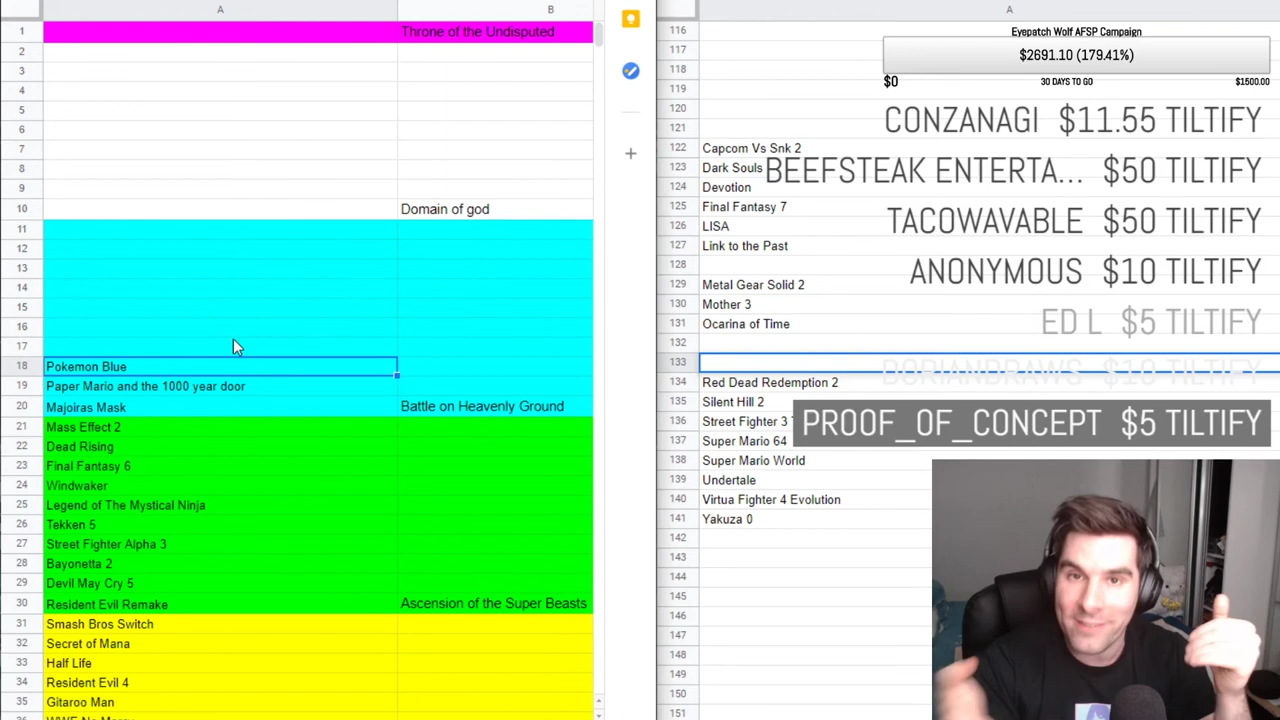 A
B
1 Throne of the Undisputed
2
3
4
5
6
7
8
9
10 Domain of god
11
12
13
14
15
16
17
18 Pokemon Blue
19 Paper Mario and the 1000 year door
20 Majoiras Mask Battle on Heavenly Ground
21 Mass Effect 2
22 Dead Rising
23 Final Fantasy 6
24 Windwaker
25 Legend of The Mystical Ninja
26 Tekken 5
27 Street Fighter Alpha 3
28 Bayonetta 2
29 Devil May Cry 5
30 Resident Evil Remake Ascension of the Super Beasts
31 Smash Bros Switch
32 Secret of Mana
33 Half Life
34 Resident Evil 4
35 Gitaroo Man
A
116
117
118
119
120
121
122 Capcom Vs Snk 2
123 Dark Souls
124 Devotion
125 Final Fantasy 7
126 LISA
127 Link to the Past
128
129 Metal Gear Solid 2
130 Mother 3
131 Ocarina of Time
132
133
134 Red Dead Redemption 2
135 Silent Hill 2
136 Street Fighter 3
137 Super Mario 64
138 Super Mario World
139 Undertale
140 Virtua Fighter 4 Evolution
141 Yakuza 0
142
143
144
145
146
147
148
149
150
151
Eyepatch Wolf AFSP Campaign
$2691.10 (179.41%)
$0 30 DAYS TO GO $1500.00
CONZANAGI $11.55 TILTIFY
BEEFSTEAK ENTERTA... $50 TILTIFY
TACOWAVABLE $50 TILTIFY
ANONYMOUS $10 TILTIFY
ED L $5 TILTIFY
DORIANDRAWS $10 TILTIFY
PROOF_OF_CONCEPT $5 TILTIFY